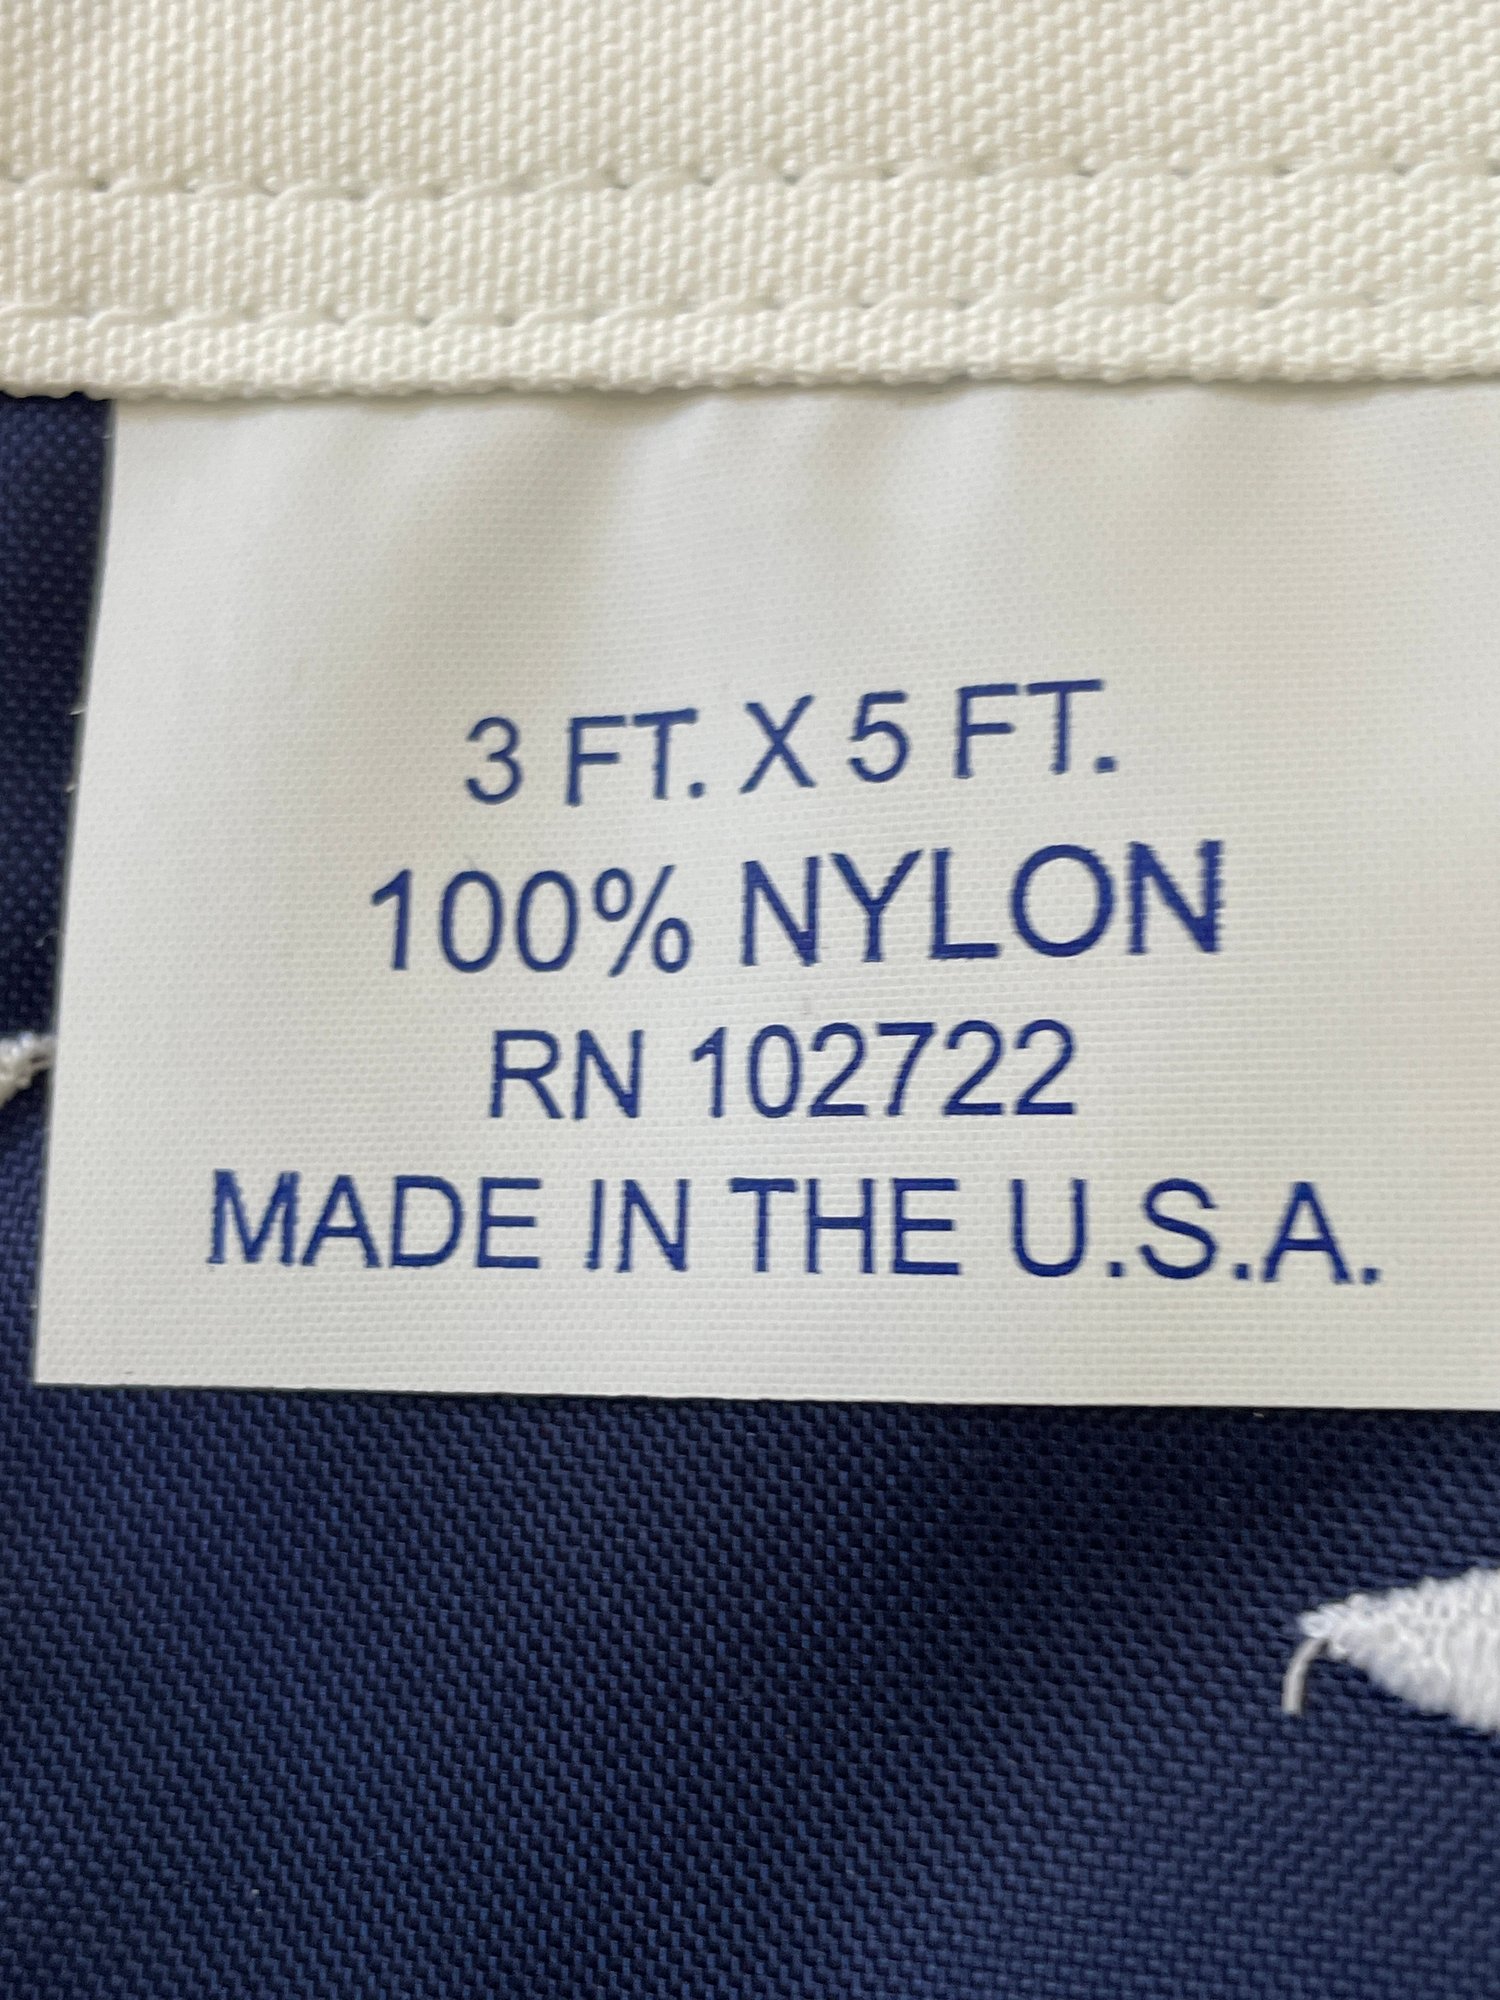 3 FT. X 5 FT.
100% NYLON
RN 102722
MADE IN THE U.S.A.